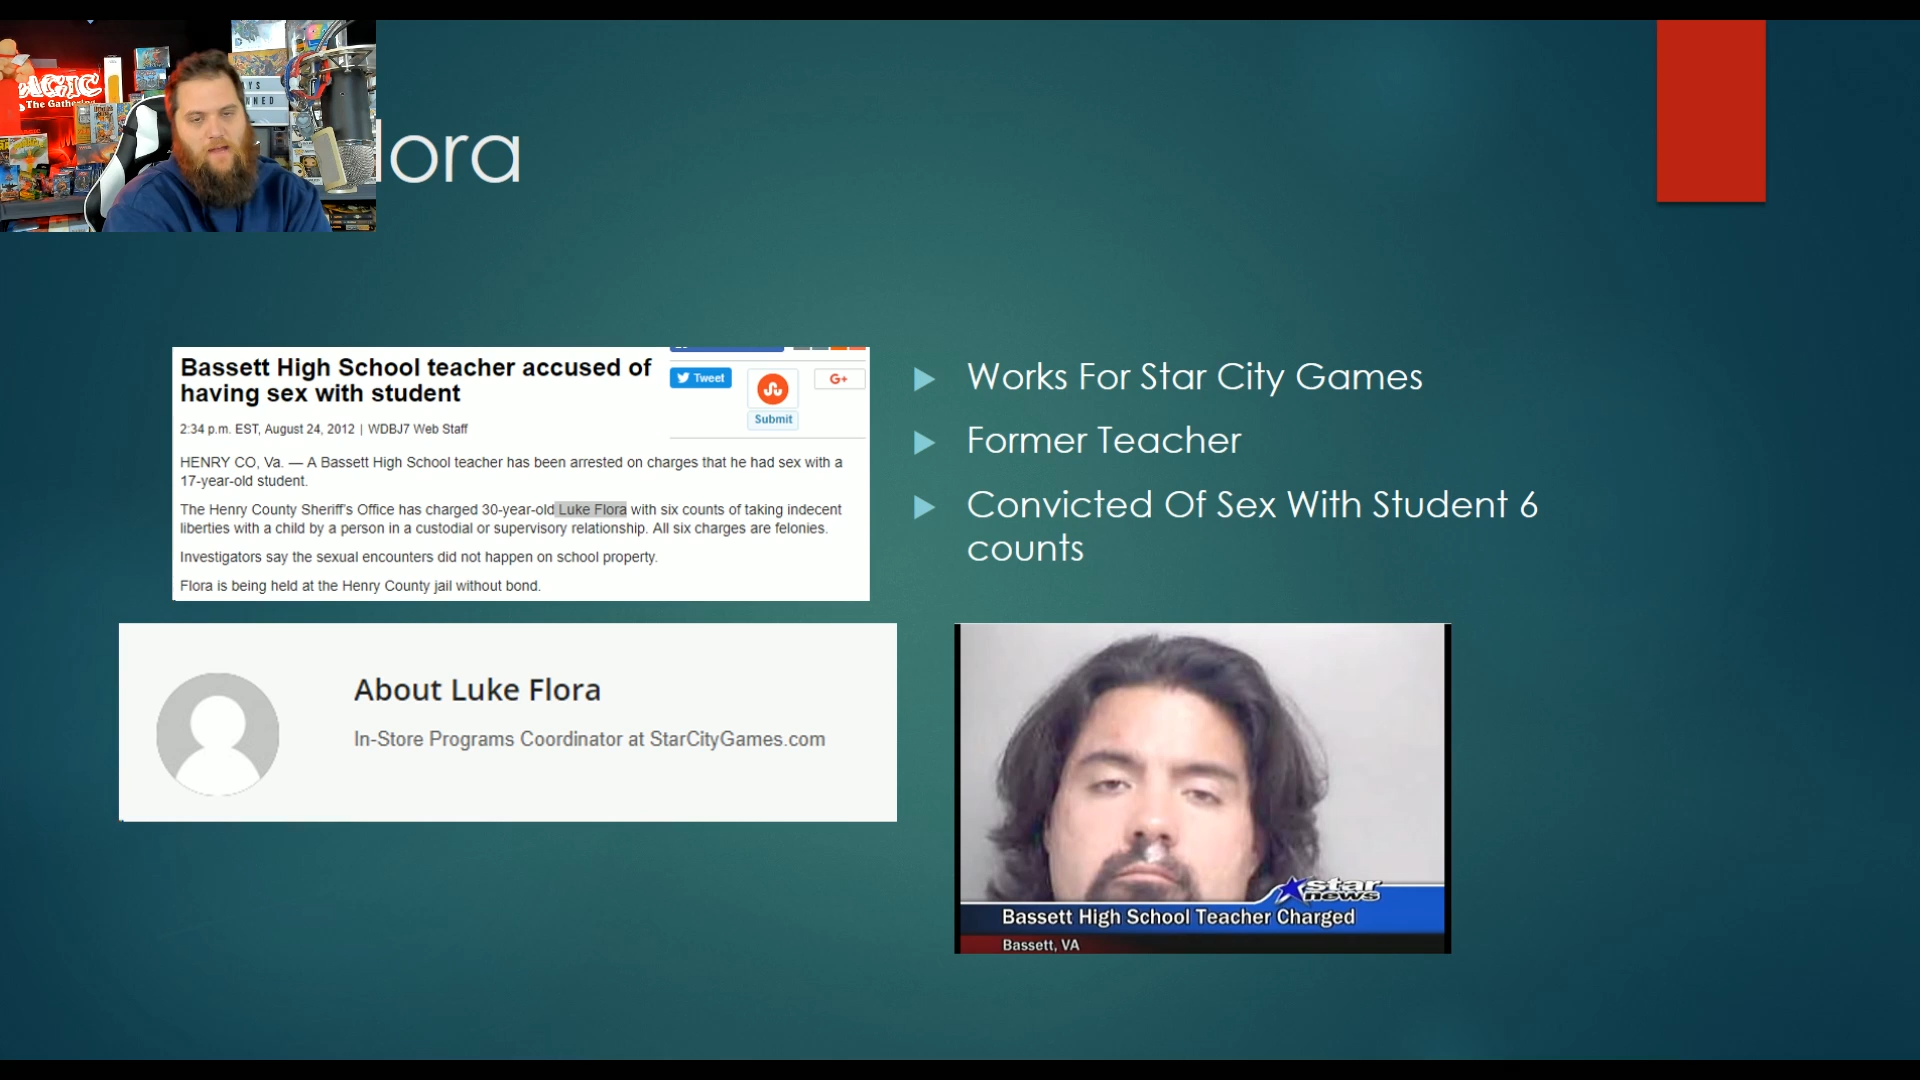 MAGIC
The Gathering
lora
Bassett High School teacher accused of
having sex with student
Tweet
G+
Submit
2:34 p.m. EST, August 24, 2012 | WDBJ7 Web Staff
HENRY CO, Va. — A Bassett High School teacher has been arrested on charges that he had sex with a
17-year-old student.
The Henry County Sheriff's Office has charged 30-year-old Luke Flora with six counts of taking indecent
liberties with a child by a person in a custodial or supervisory relationship. All six charges are felonies.
Investigators say the sexual encounters did not happen on school property.
Flora is being held at the Henry County jail without bond.
Works For Star City Games
Former Teacher
Convicted Of Sex With Student 6
counts
About Luke Flora
In-Store Programs Coordinator at StarCityGames.com
star
news
Bassett High School Teacher Charged
Bassett, VA